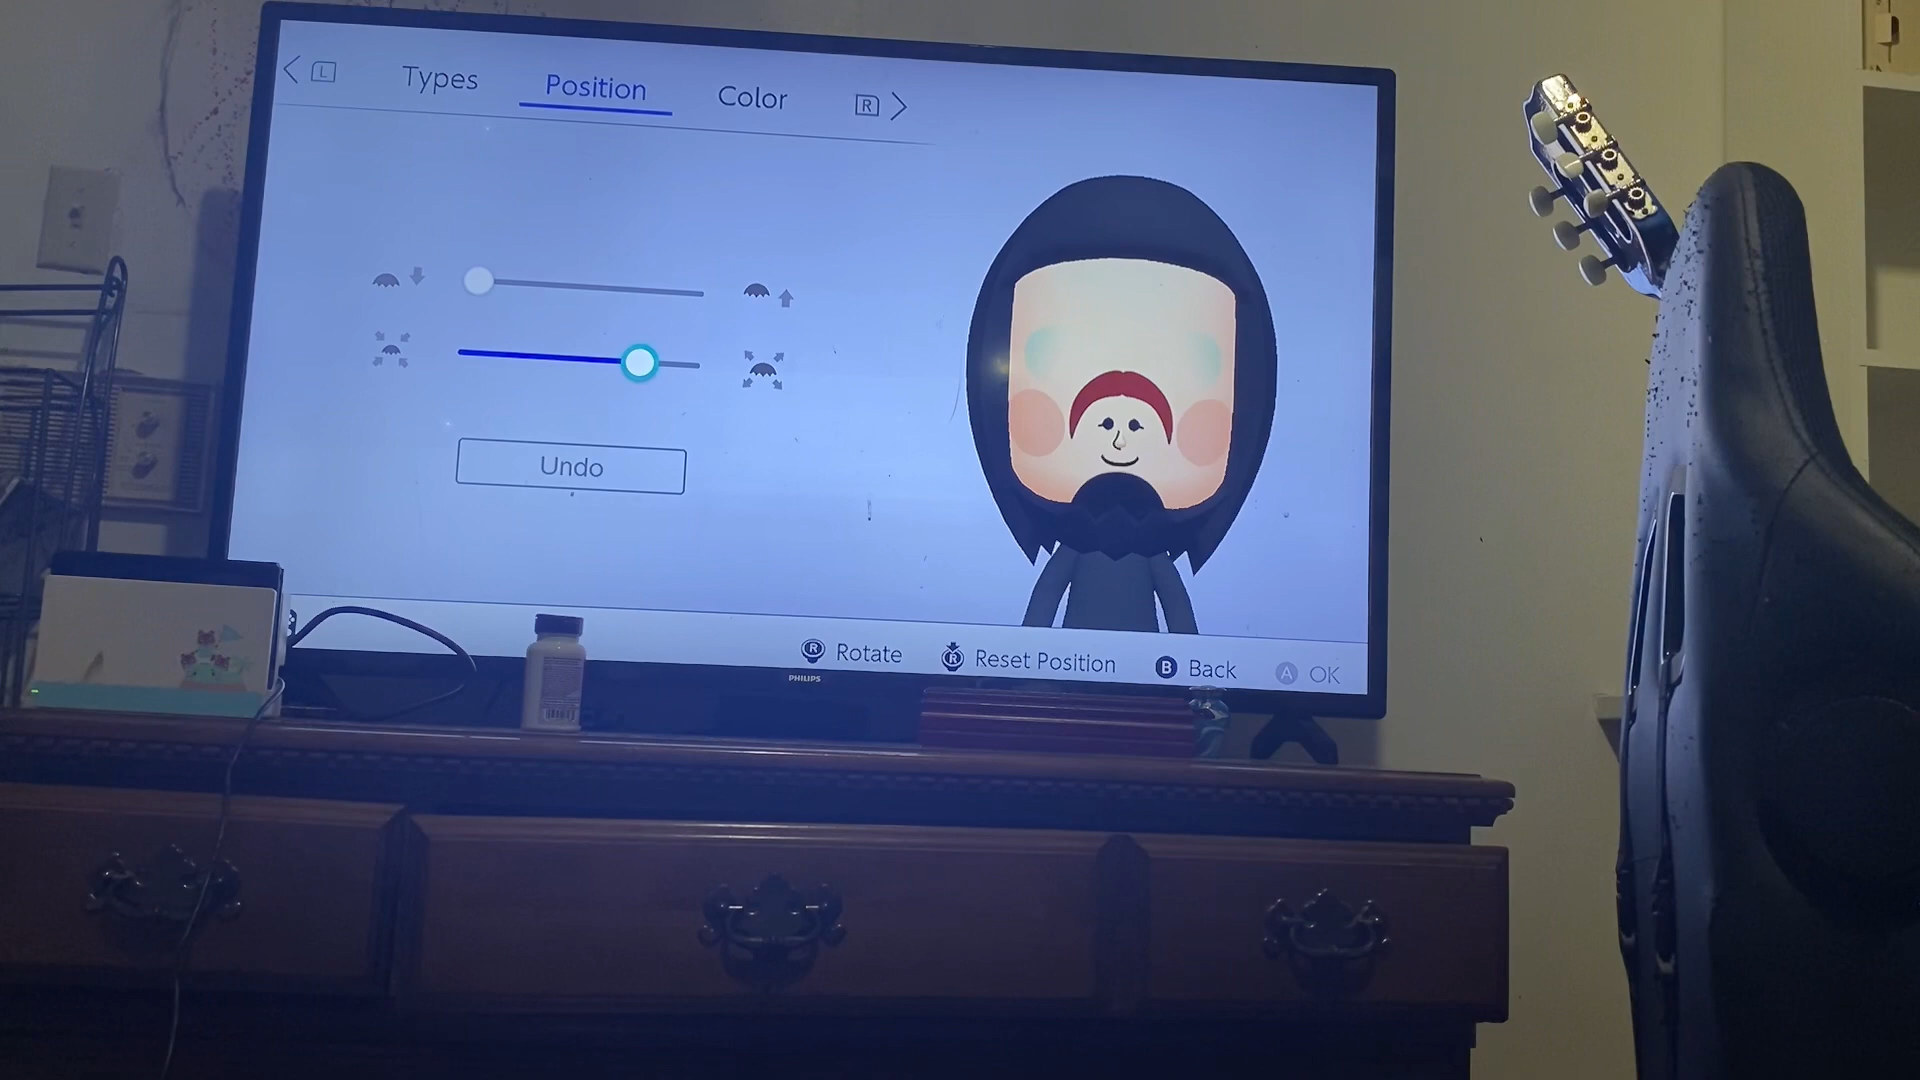 L Types Position Color R
Undo
R Rotate R Reset Position B Back A OK
PHILIPS